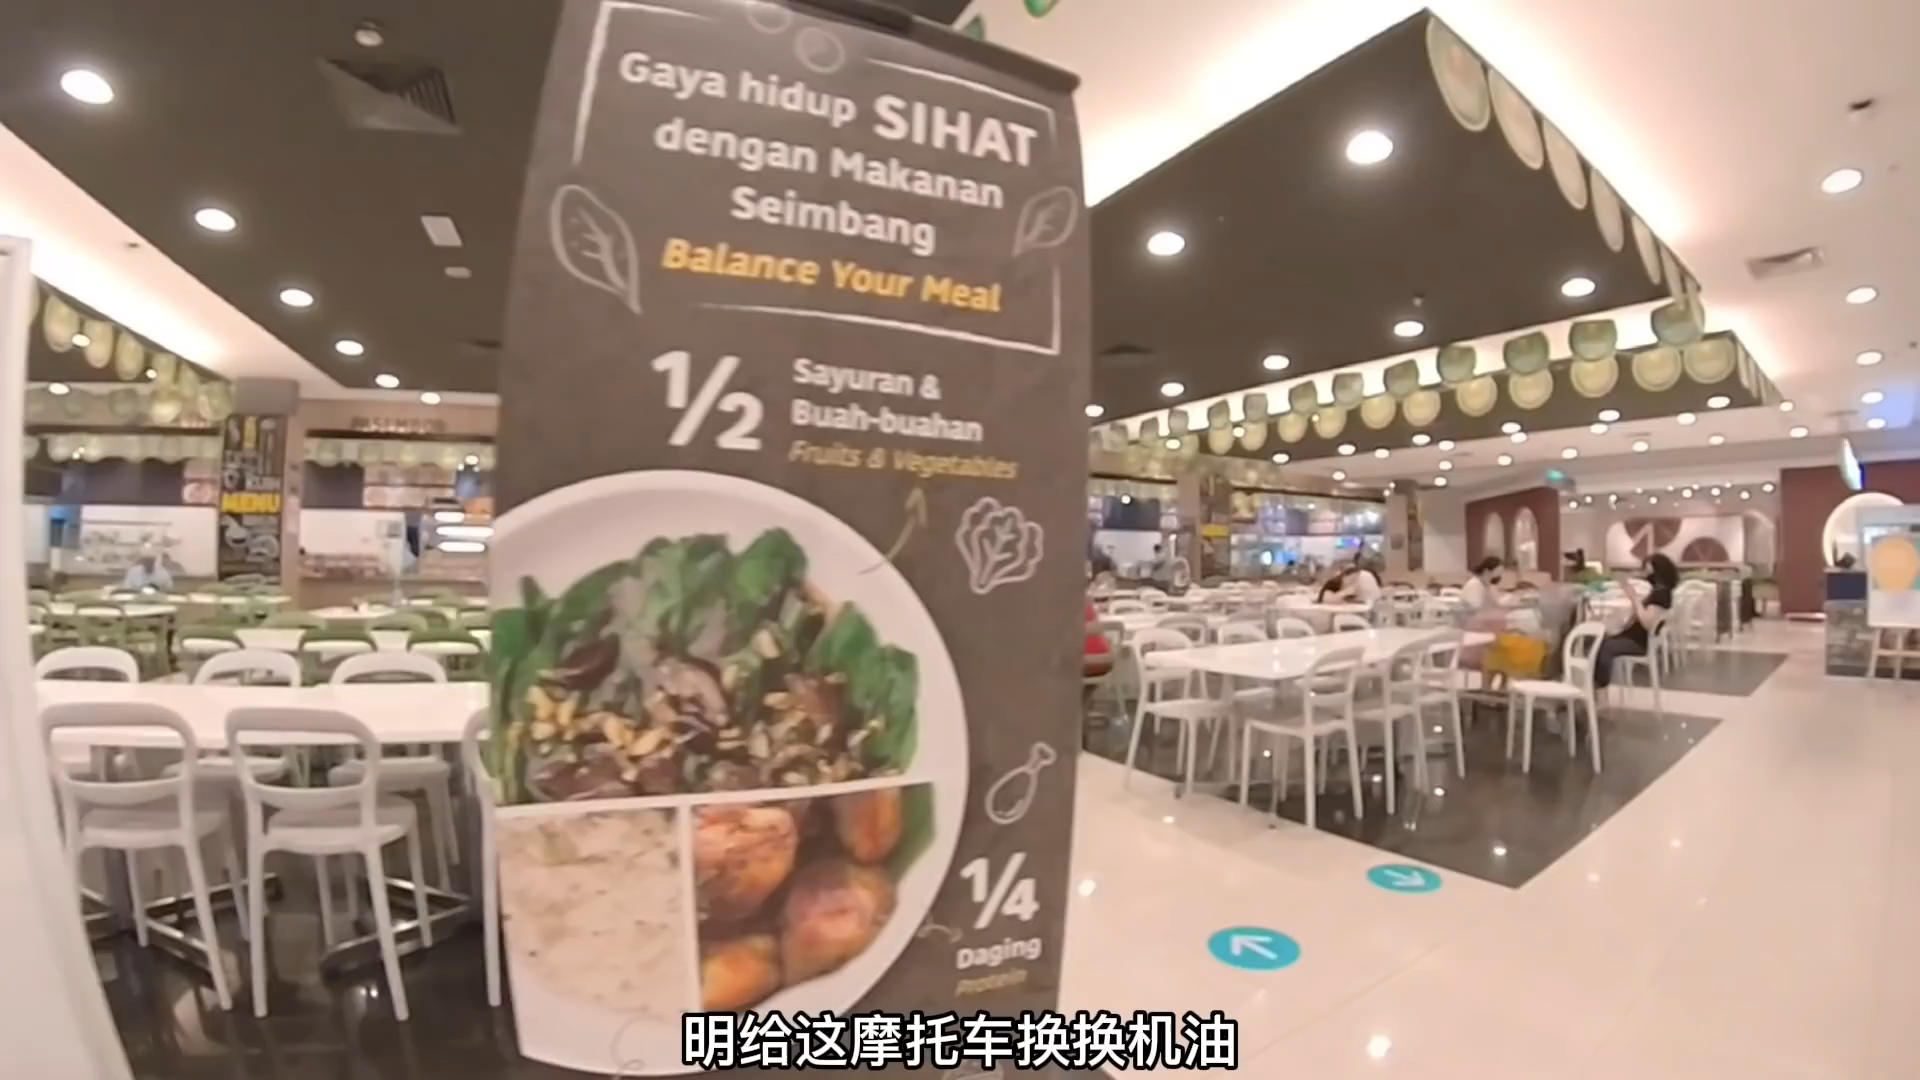 Gaya hidup SIHAT
dengan Makanan
Seimbang
Balance Your Meal
1/2
Sayuran &
Buah-buahan
Fruits & Vegetables
MENU
1/4
Daging
Protein
明给这摩托车换换机油